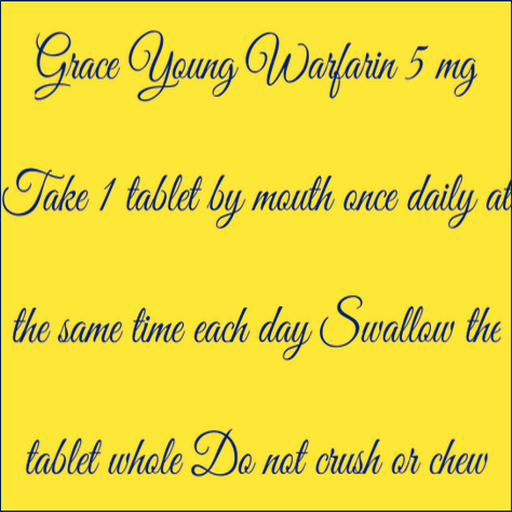 Grace Young Warfarin 5 mg
Take 1 tablet by mouth once daily at
the same time each day Swallow the
tablet whole Do not crush or chew